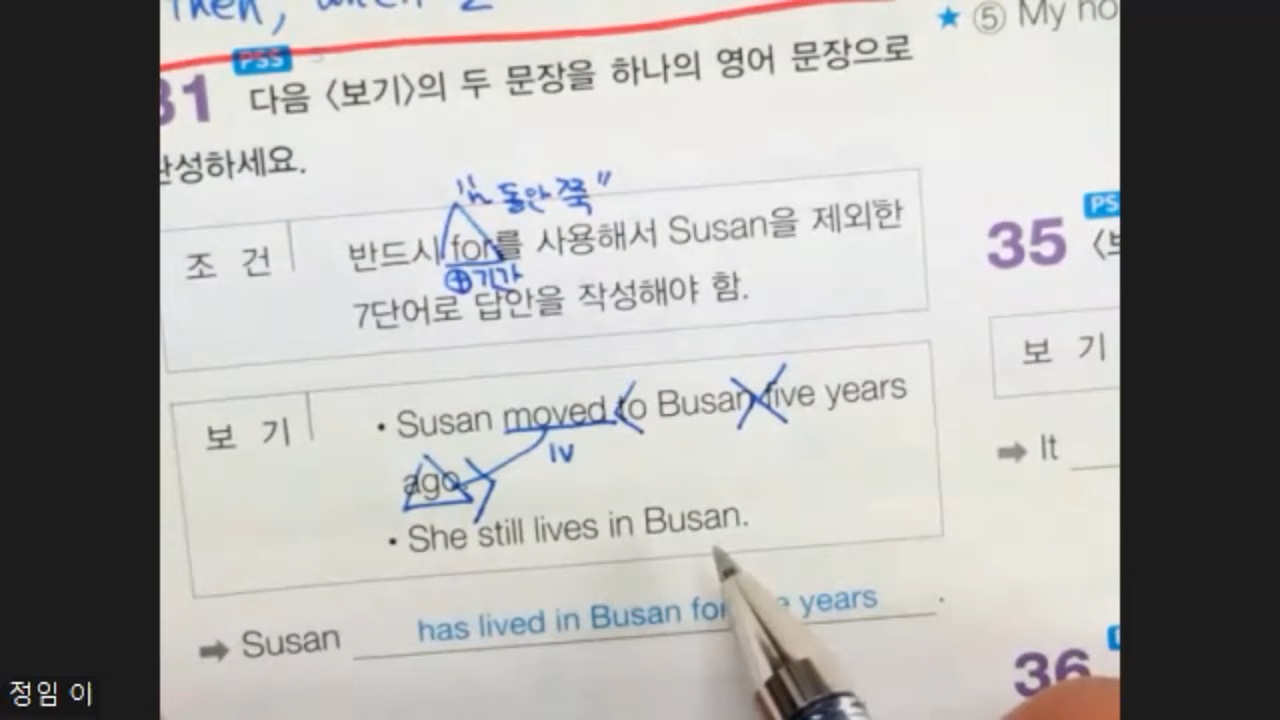 Then, when
★ ⑤ My no
PSS
31 다음 〈보기〉의 두 문장을 하나의 영어 문장으로
완성하세요.
"~동안 쭉"
조 건
반드시 for를 사용해서 Susan을 제외한
⊕기간
7단어로 답안을 작성해야 함.
보 기
• Susan moved to Busan five years
IV
ago.
• She still lives in Busan.
➡ Susan has lived in Busan for years.
PS
35 〈보
보 기
➡ It
36
정임 이